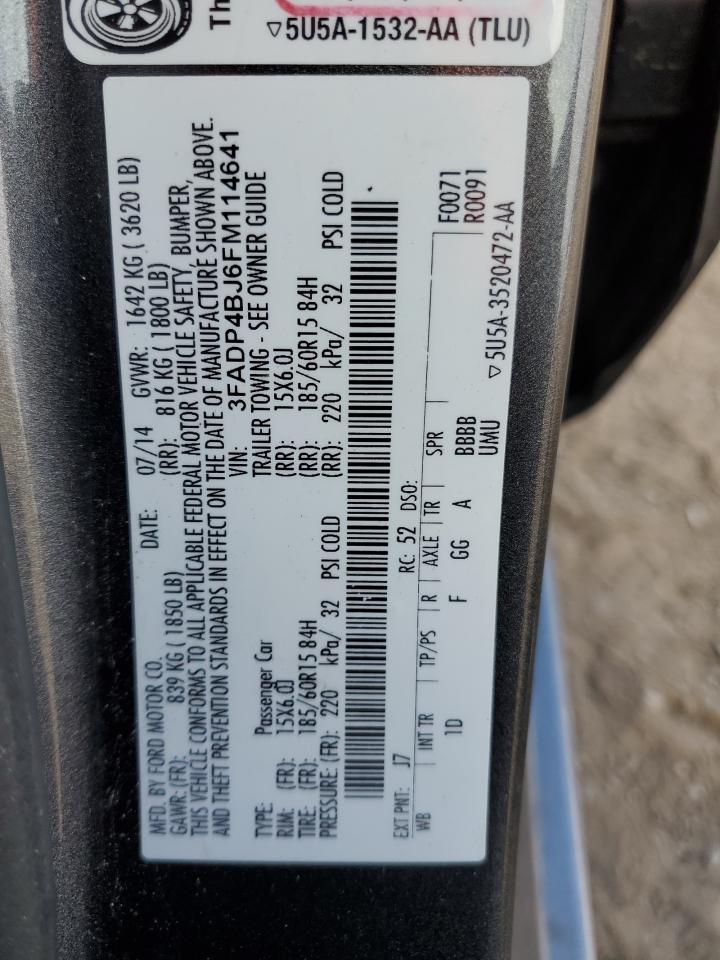 Th
▽5U5A-1532-AA (TLU)
MFD. BY FORD MOTOR CO. DATE: 07/14 GVWR: 1642 KG ( 3620 LB)
GAWR: (FR): 839 KG ( 1850 LB) (RR): 816 KG ( 1800 LB)
THIS VEHICLE CONFORMS TO ALL APPLICABLE FEDERAL MOTOR VEHICLE SAFETY, BUMPER,
AND THEFT PREVENTION STANDARDS IN EFFECT ON THE DATE OF MANUFACTURE SHOWN ABOVE.
VIN: 3FADP4BJ6FM114641
TYPE: Passenger Car TRAILER TOWING - SEE OWNER GUIDE
RIM: (FR): 15X6.0J (RR): 15X6.0J
TIRE: (FR): 185/60R15 84H (RR): 185/60R15 84H
PRESSURE: (FR): 220 kPa/ 32 PSI COLD (RR): 220 kPa/ 32 PSI COLD
EXT PNT: J7 RC: 52 DSO: F0071
WB INT TR TP/PS R AXLE TR SPR R0091
1D F GG A BBBB
UMU
▽5U5A-3520472-AA